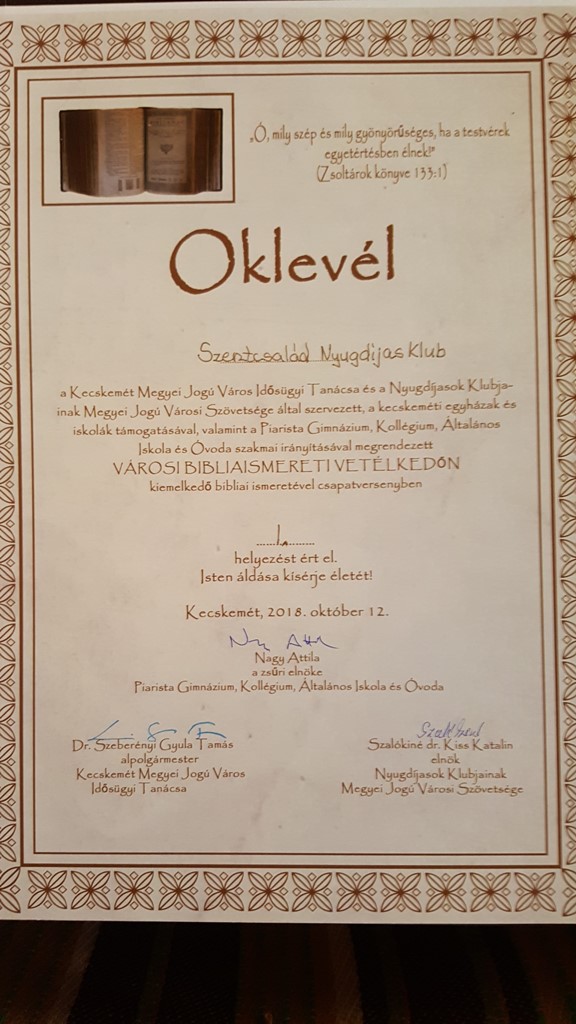 „Ó, mily szép és mily gyönyörűséges, ha a testvérek
egyetértésben élnek!"
(Zsoltárok könyve 133:1)
Oklevél
Szentcsalád Nyugdíjas Klub
a Kecskemét Megyei Jogú Város Idősügyi Tanácsa és a Nyugdíjasok Klubja-
inak Megyei Jogú Városi Szövetsége által szervezett, a kecskeméti egyházak és
iskolák támogatásával, valamint a Piarista Gimnázium, Kollégium, Általános
Iskola és Óvoda szakmai irányításával megrendezett
VÁROSI BIBLIAISMERETI VETÉLKEDŐN
kiemelkedő bibliai ismeretével csapatversenyben
......I.........
helyezést ért el.
Isten áldása kísérje életét!
Kecskemét, 2018. október 12.
Nagy Attila
a zsűri elnöke
Piarista Gimnázium, Kollégium, Általános Iskola és Óvoda
Dr. Szeberényi Gyula Tamás
alpolgármester
Kecskemét Megyei Jogú Város
Idősügyi Tanácsa
Szalókiné dr. Kiss Katalin
elnök
Nyugdíjasok Klubjainak
Megyei Jogú Városi Szövetsége